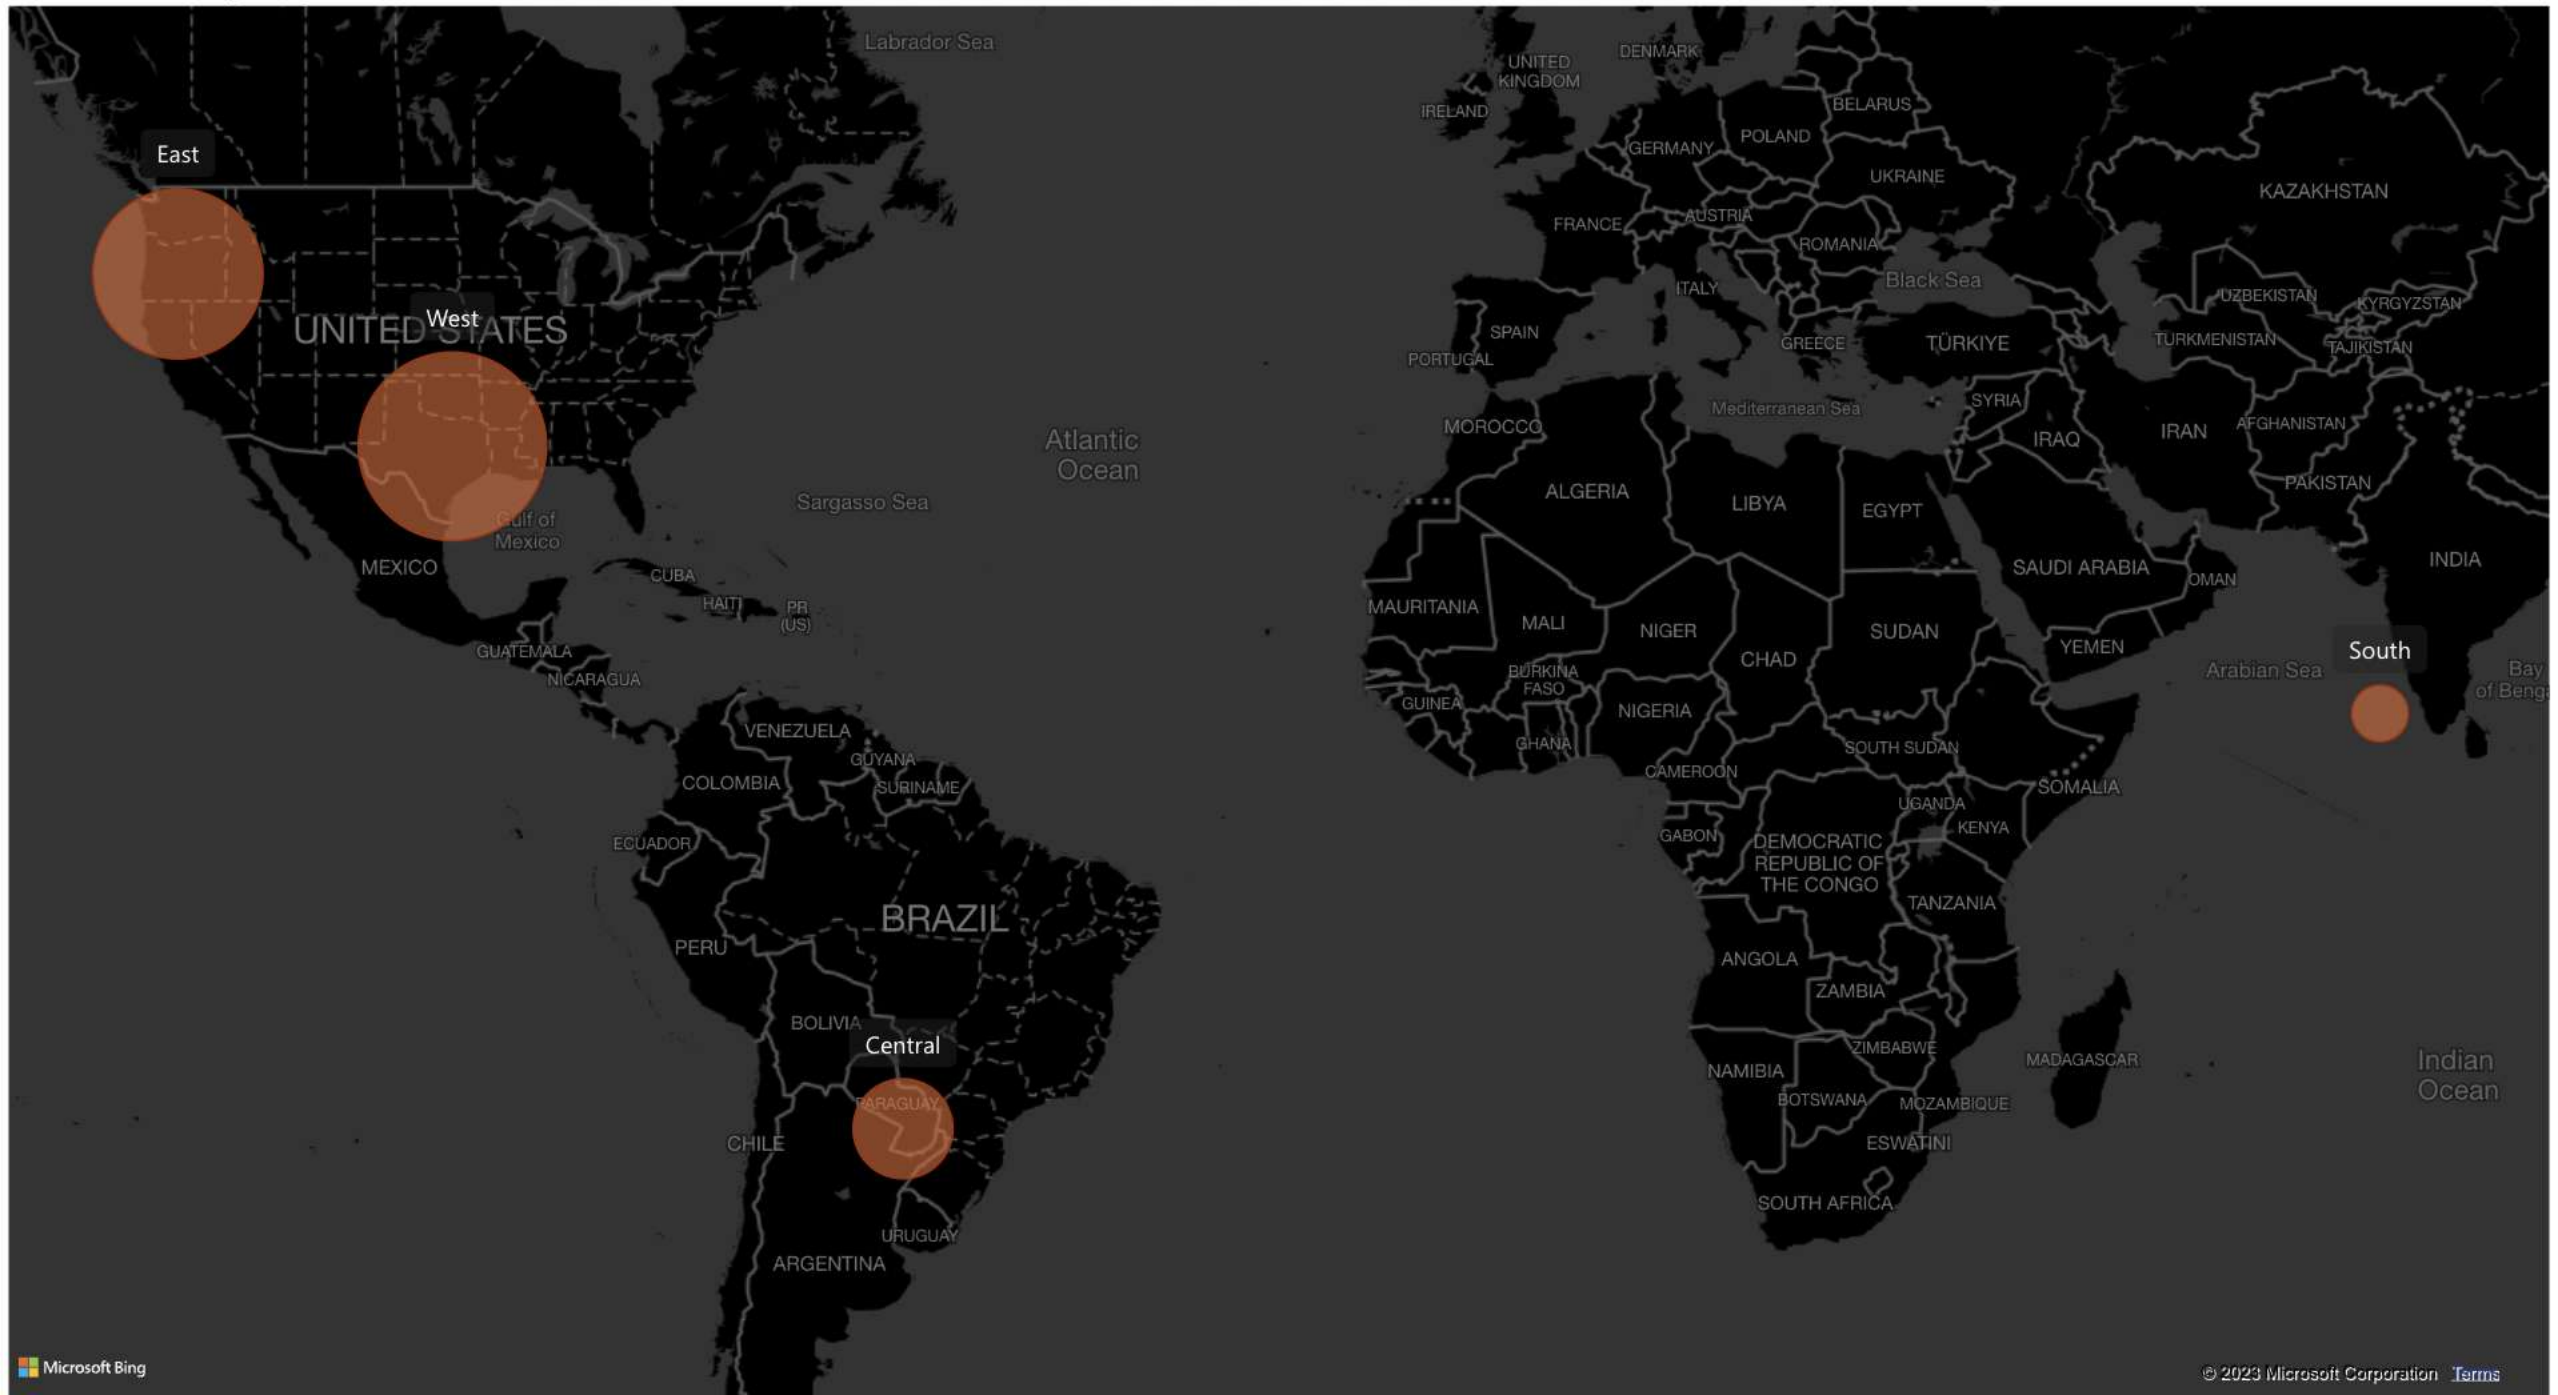 Labrador Sea
DENMARK
UNITED
KINGDOM
IRELAND
BELARUS
POLAND
GERMANY
East
UKRAINE
KAZAKHSTAN
AUSTRIA
FRANCE
ROMANIA
Black Sea
ITALY
UZBEKISTAN
KYRGYZSTAN
West
UNITED STATES
SPAIN
GREECE
TÜRKIYE
TURKMENISTAN
TAJIKISTAN
PORTUGAL
SYRIA
Mediterranean Sea
MOROCCO
AFGHANISTAN
IRAN
IRAQ
Atlantic
Ocean
PAKISTAN
ALGERIA
LIBYA
EGYPT
Sargasso Sea
Gulf of
Mexico
INDIA
MEXICO
SAUDI ARABIA
CUBA
OMAN
HAITI
PR
(US)
MAURITANIA
MALI
NIGER
SUDAN
YEMEN
South
GUATEMALA
CHAD
Arabian Sea
Bay
of Beng
NICARAGUA
BURKINA
FASO
GUINEA
NIGERIA
VENEZUELA
GHANA
SOUTH SUDAN
GUYANA
CAMEROON
COLOMBIA
SURINAME
SOMALIA
UGANDA
KENYA
GABON
ECUADOR
DEMOCRATIC
REPUBLIC OF
THE CONGO
TANZANIA
BRAZIL
PERU
ANGOLA
ZAMBIA
BOLIVIA
Central
ZIMBABWE
MADAGASCAR
Indian
Ocean
NAMIBIA
BOTSWANA
MOZAMBIQUE
PARAGUAY
CHILE
ESWATINI
SOUTH AFRICA
URUGUAY
ARGENTINA
Microsoft Bing
© 2023 Microsoft Corporation Terms